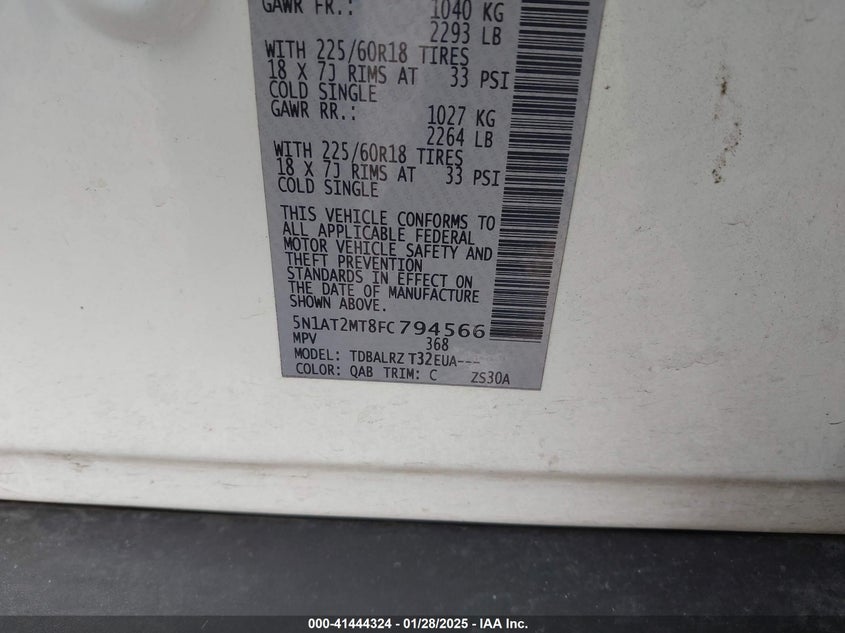 GAWR FR.: 1040 KG
2293 LB
WITH 225/60R18 TIRES
18 X 7J RIMS AT 33 PSI
COLD SINGLE
GAWR RR.: 1027 KG
2264 LB
WITH 225/60R18 TIRES
18 X 7J RIMS AT 33 PSI
COLD SINGLE
THIS VEHICLE CONFORMS TO
ALL APPLICABLE FEDERAL
MOTOR VEHICLE SAFETY AND
THEFT PREVENTION
STANDARDS IN EFFECT ON
THE DATE OF MANUFACTURE
SHOWN ABOVE.
5N1AT2MT8FC794566
MPV 368
MODEL: TDBALRZ T32EUA---
COLOR: QAB TRIM: C ZS30A
000-41444324 - 01/28/2025 - IAA Inc.